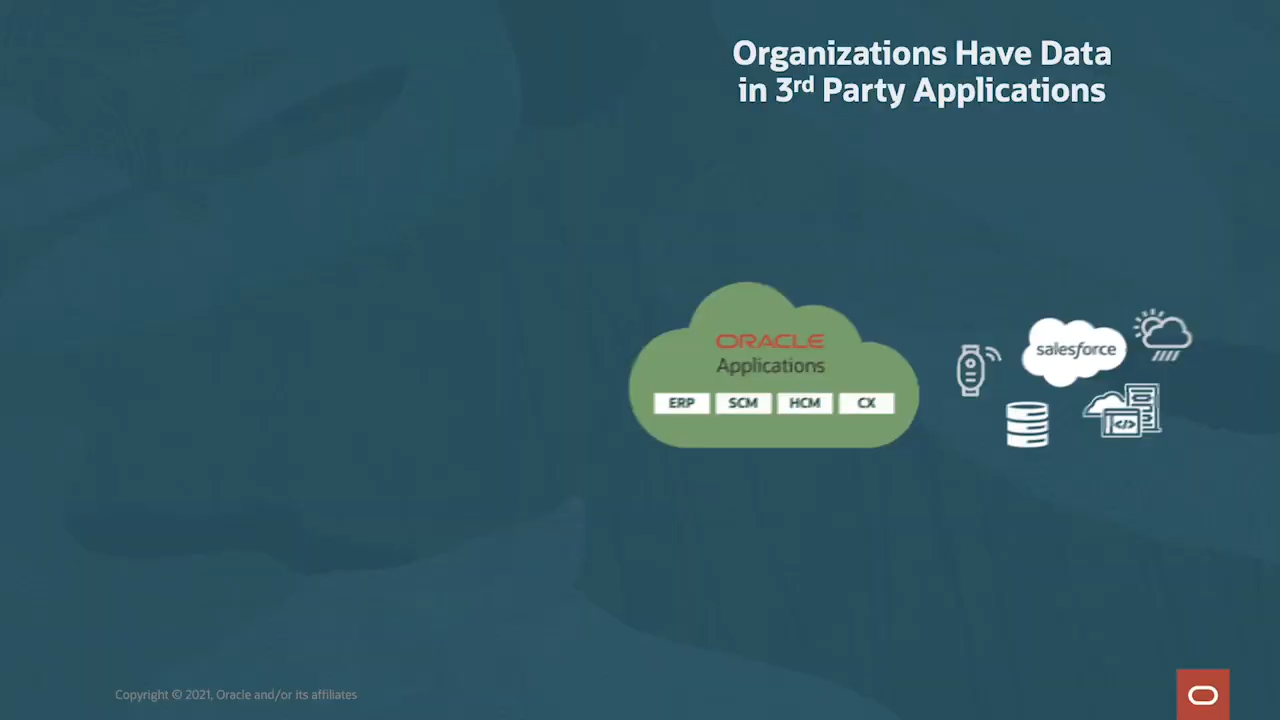 Organizations Have Data
in 3rd Party Applications
ORACLE
Applications
ERP SCM HCM CX
salesforce
</>
Copyright © 2021, Oracle and/or its affiliates